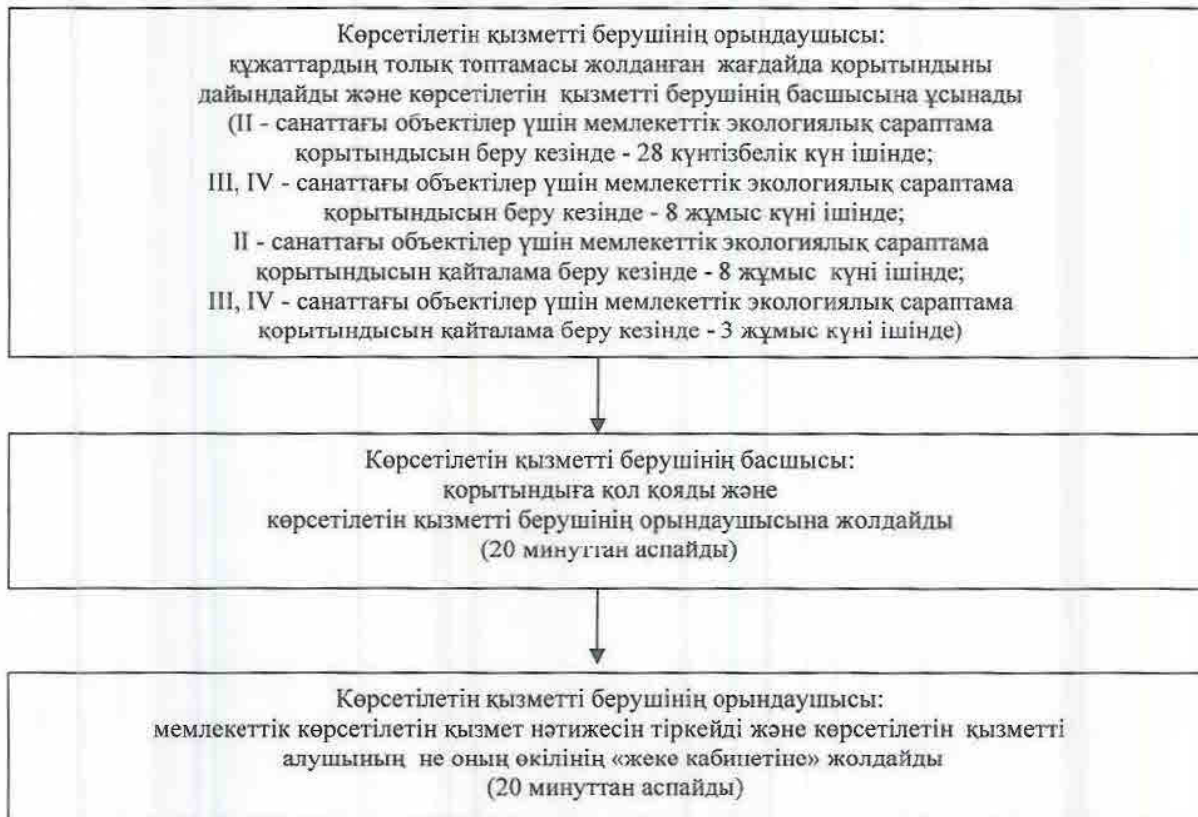 Көрсетілетін қызметті берушінің орындаушысы:
құжаттардың толық топтамасы жолданған жағдайда қорытындыны
дайындайды және көрсетілетін қызметті берушінің басшысына ұсынады
(II - санаттағы объектілер үшін мемлекеттік экологиялық сараптама
қорытындысын беру кезінде - 28 күнтізбелік күн ішінде;
III, IV - санаттағы объектілер үшін мемлекеттік экологиялық сараптама
қорытындысын беру кезінде - 8 жұмыс күні ішінде;
II - санаттағы объектілер үшін мемлекеттік экологиялық сараптама
қорытындысын қайталама беру кезінде - 8 жұмыс күні ішінде;
III, IV - санаттағы объектілер үшін мемлекеттік экологиялық сараптама
қорытындысын қайталама беру кезінде - 3 жұмыс күні ішінде)
Көрсетілетін қызметті берушінің басшысы:
қорытындыға қол қояды және
көрсетілетін қызметті берушінің орындаушысына жолдайды
(20 минуттан аспайды)
Көрсетілетін қызметті берушінің орындаушысы:
мемлекеттік көрсетілетін қызмет нәтижесін тіркейді және көрсетілетін қызметті
алушының не оның өкілінің «жеке кабинетіне» жолдайды
(20 минуттан аспайды)